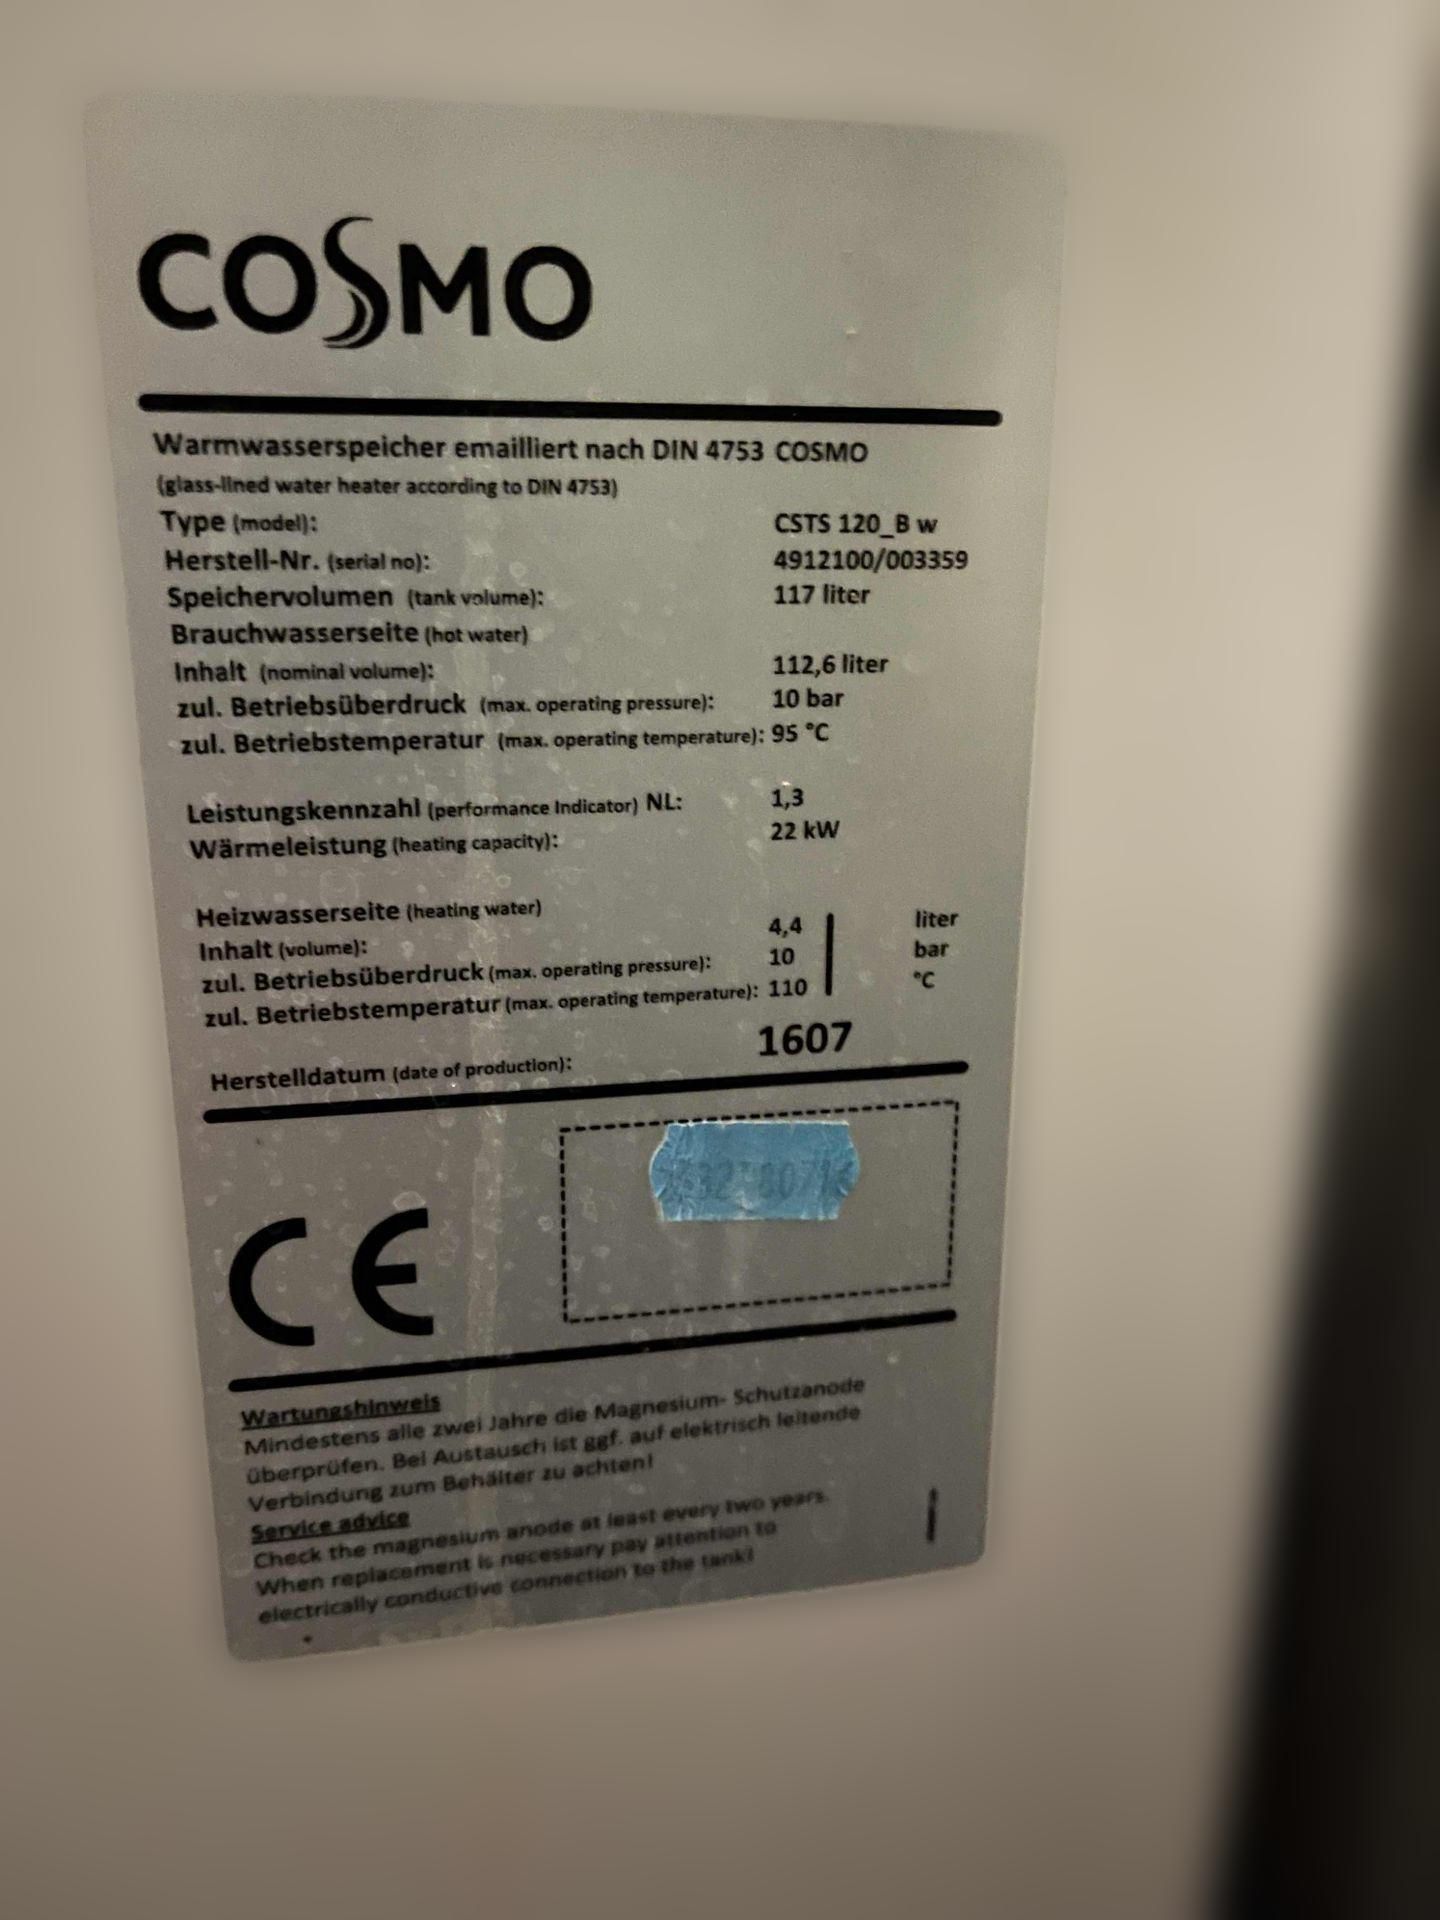 COSMO
Warmwasserspeicher emailliert nach DIN 4753 COSMO
(glass-lined water heater according to DIN 4753)
Type (model): CSTS 120_B w
Herstell-Nr. (serial no): 4912100/003359
Speichervolumen (tank volume): 117 liter
Brauchwasserseite (hot water)
Inhalt (nominal volume): 112,6 liter
zul. Betriebsüberdruck (max. operating pressure): 10 bar
zul. Betriebstemperatur (max. operating temperature): 95 °C
Leistungskennzahl (performance Indicator) NL: 1,3
Wärmeleistung (heating capacity): 22 kW
Heizwasserseite (heating water)
Inhalt (volume): 4,4 liter
zul. Betriebsüberdruck (max. operating pressure): 10 bar
zul. Betriebstemperatur (max. operating temperature): 110 °C
Herstelldatum (date of production): 1607
CE
Wartungshinweis
Mindestens alle zwei Jahre die Magnesium- Schutzanode
überprüfen. Bei Austausch ist ggf. auf elektrisch leitende
Verbindung zum Behälter zu achten!
Service advice
Check the magnesium anode at least every two years.
When replacement is necessary pay attention to
electrically conductive connection to the tank!